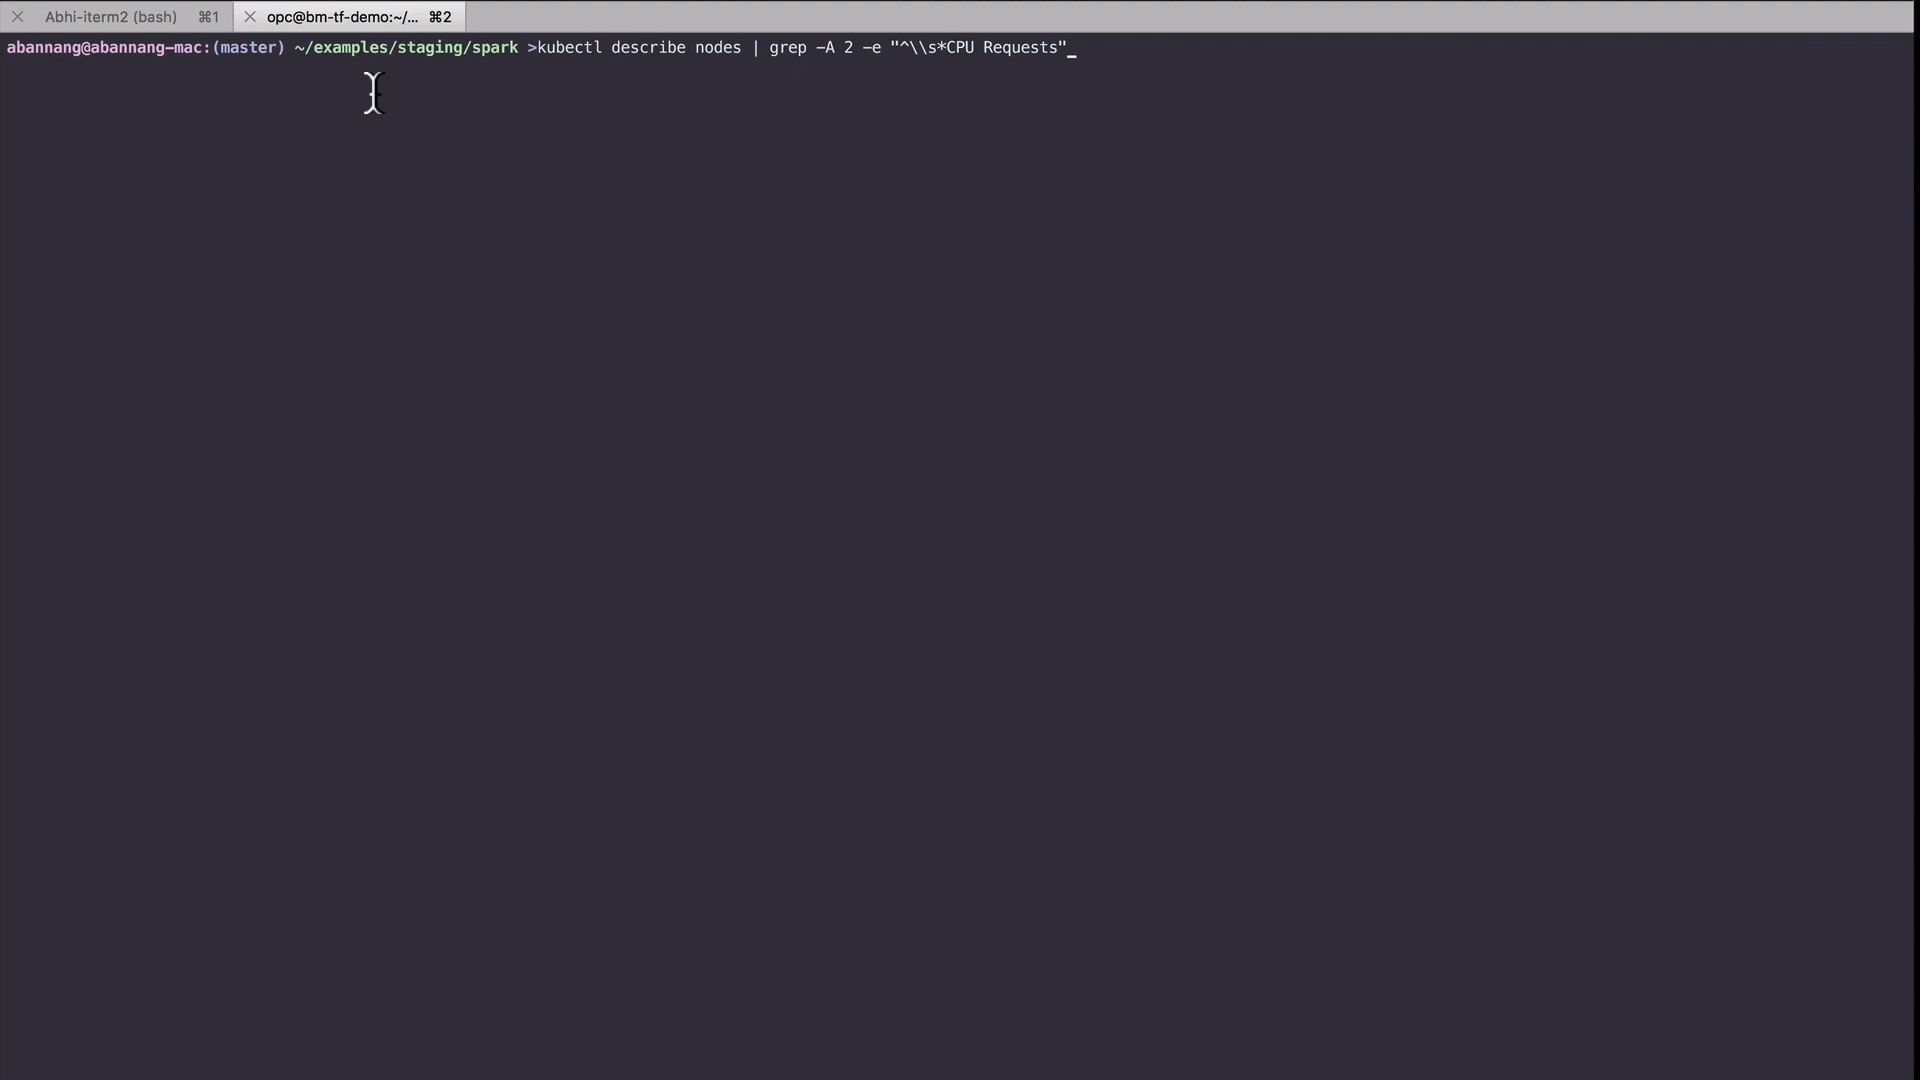 Abhi-iterm2 (bash) ⌘1 opc@bm-tf-demo:~/... ⌘2
abannang@abannang-mac:(master) ~/examples/staging/spark >kubectl describe nodes | grep -A 2 -e "^\\s*CPU Requests"